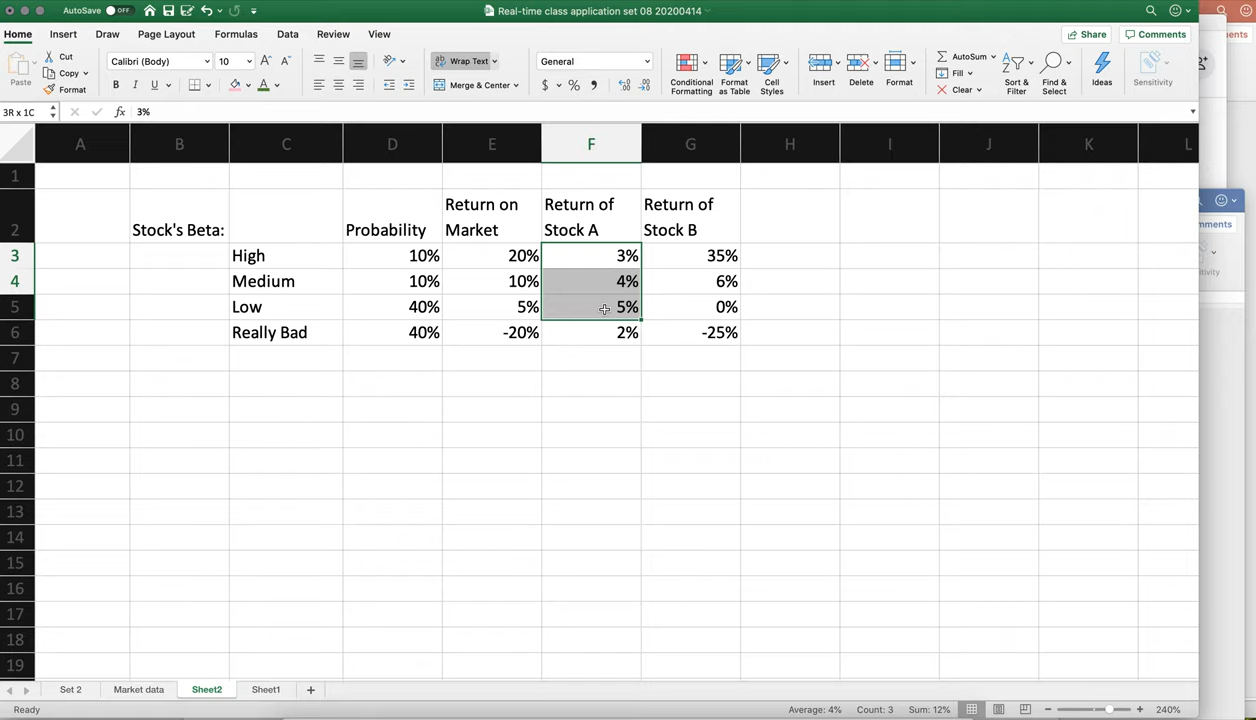 AutoSave OFF
Real-time class application set 08 20200414
Home Insert Draw Page Layout Formulas Data Review View Share Comments
Paste
Cut
Copy
Format
Calibri (Body) 10
B I U
Wrap Text
Merge & Center
General
$ % ,
Conditional Formatting
Format as Table
Cell Styles
Insert
Delete
Format
AutoSum
Fill
Clear
Sort & Filter
Find & Select
Ideas
Sensitivity
3R x 1C fx 3%
A B C D E F G H I J K L
1
2 Stock's Beta: Probability Return on Market Return of Stock A Return of Stock B
3 High 10% 20% 3% 35%
4 Medium 10% 10% 4% 6%
5 Low 40% 5% 5% 0%
6 Really Bad 40% -20% 2% -25%
7
8
9
10
11
12
13
14
15
16
17
18
19
Set 2 Market data Sheet2 Sheet1 +
Ready Average: 4% Count: 3 Sum: 12% 240%